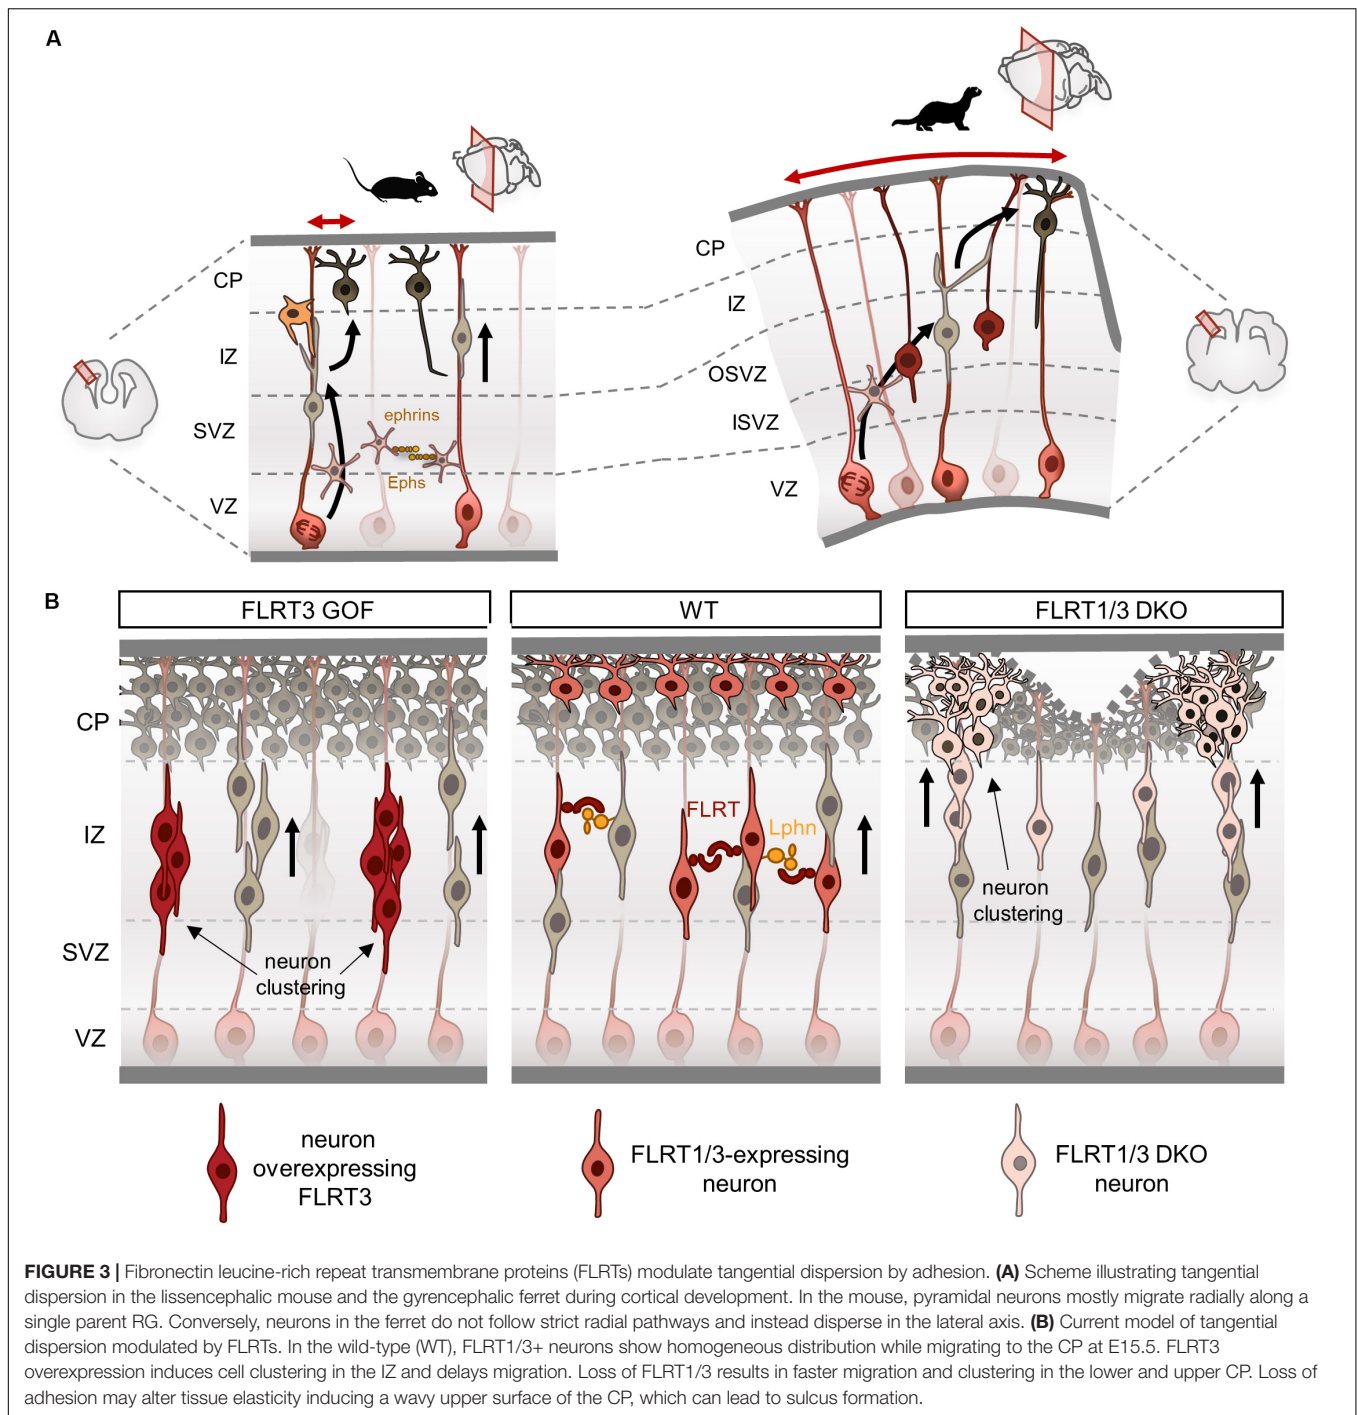 A
CP
IZ
SVZ
VZ
ephrins
Ephs
CP
IZ
OSVZ
ISVZ
VZ
B
FLRT3 GOF
WT
FLRT1/3 DKO
CP
IZ
SVZ
VZ
neuron
clustering
FLRT
Lphn
neuron
clustering
neuron
overexpressing
FLRT3
FLRT1/3-expressing
neuron
FLRT1/3 DKO
neuron
FIGURE 3 | Fibronectin leucine-rich repeat transmembrane proteins (FLRTs) modulate tangential dispersion by adhesion. (A) Scheme illustrating tangential
dispersion in the lissencephalic mouse and the gyrencephalic ferret during cortical development. In the mouse, pyramidal neurons mostly migrate radially along a
single parent RG. Conversely, neurons in the ferret do not follow strict radial pathways and instead disperse in the lateral axis. (B) Current model of tangential
dispersion modulated by FLRTs. In the wild-type (WT), FLRT1/3+ neurons show homogeneous distribution while migrating to the CP at E15.5. FLRT3
overexpression induces cell clustering in the IZ and delays migration. Loss of FLRT1/3 results in faster migration and clustering in the lower and upper CP. Loss of
adhesion may alter tissue elasticity inducing a wavy upper surface of the CP, which can lead to sulcus formation.